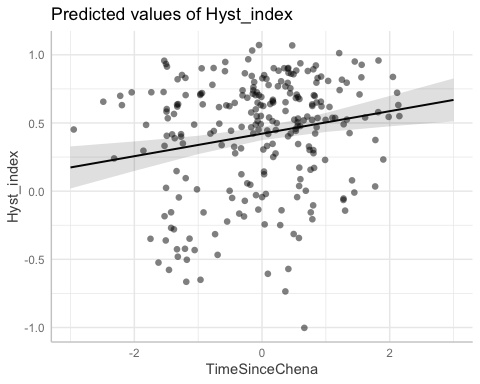 Predicted values of Hyst_index
1.0
0.5
0.0
-0.5
-1.0
Hyst_index
-2
0
2
TimeSinceChena